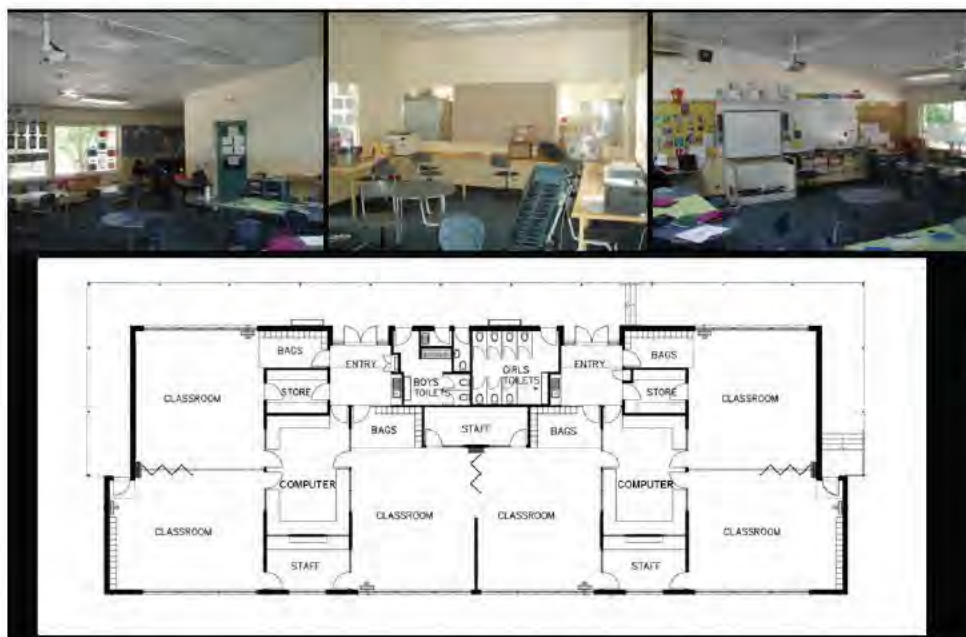 BAGS
ENTRY
BOYS
TOILETS
GIRLS
TOILETS
ENTRY
BAGS
CLASSROOM
STORE
STORE
CLASSROOM
BAGS
STAFF
BAGS
COMPUTER
COMPUTER
CLASSROOM
CLASSROOM
CLASSROOM
CLASSROOM
STAFF
STAFF